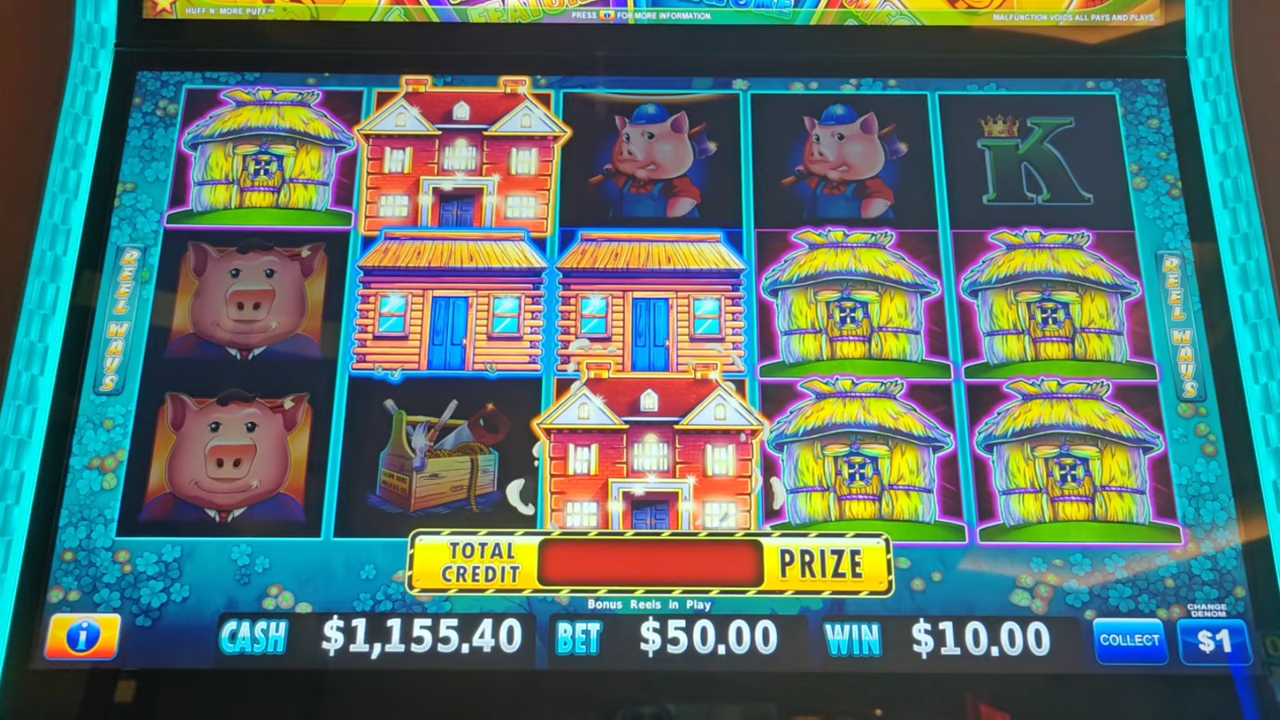 HUFF N' MORE PUFF™
PRESS i FOR MORE INFORMATION.
MALFUNCTION VOIDS ALL PAYS AND PLAYS.
K
REEL WAYS
REEL WAYS
TOTAL CREDIT
PRIZE
Bonus Reels in Play
i
CASH $1,155.40
BET $50.00
WIN $10.00
COLLECT
CHANGE DENOM
$1